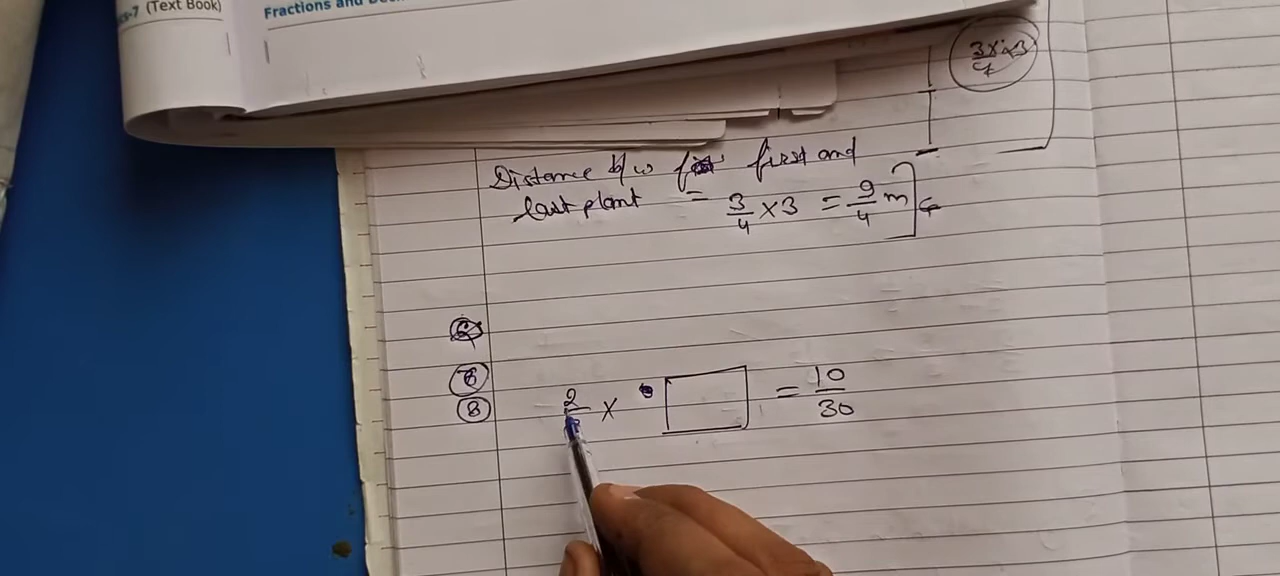 (Text Book)
Fractions and
3 x 3
4
Distance b/w first and
last plant = 3/4 × 3 = 9/4 m
6
8
2 × = 10/30